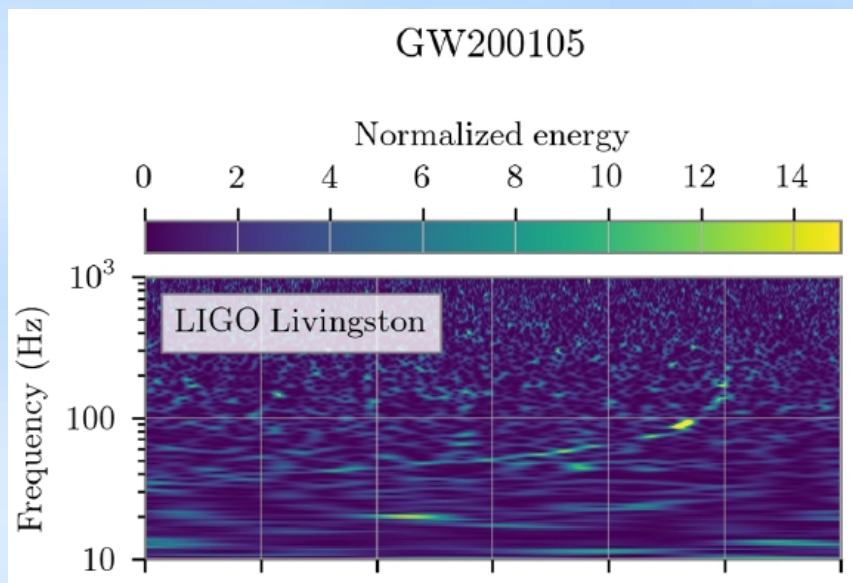 GW200105
Normalized energy
0 2 4 6 8 10 12 14
10³
LIGO Livingston
100
Frequency (Hz)
10